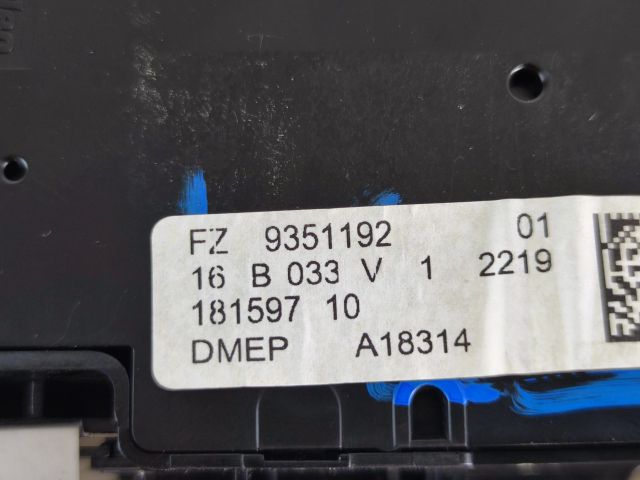 FZ 9351192 01
16 B 033 V 1 2219
181597 10
DMEP A18314